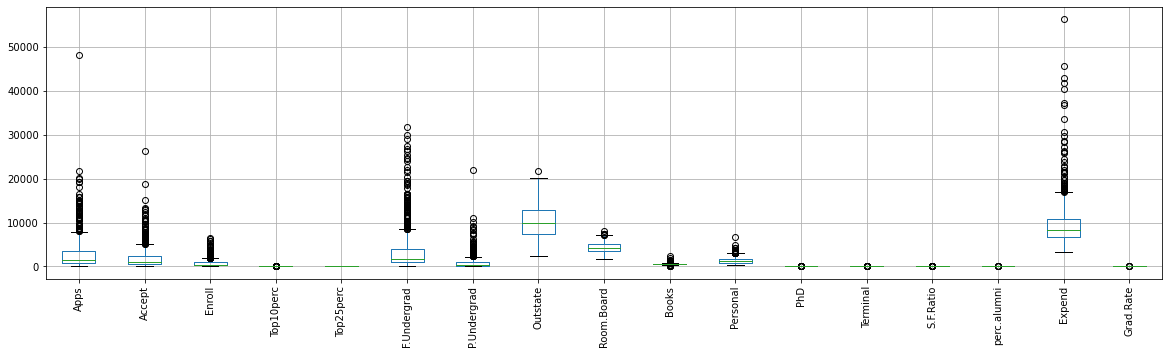 50000
40000
30000
20000
10000
0
Apps
Accept
Enroll
Top10perc
Top25perc
F.Undergrad
P.Undergrad
Outstate
Room.Board
Books
Personal
PhD
Terminal
S.F.Ratio
perc.alumni
Expend
Grad.Rate